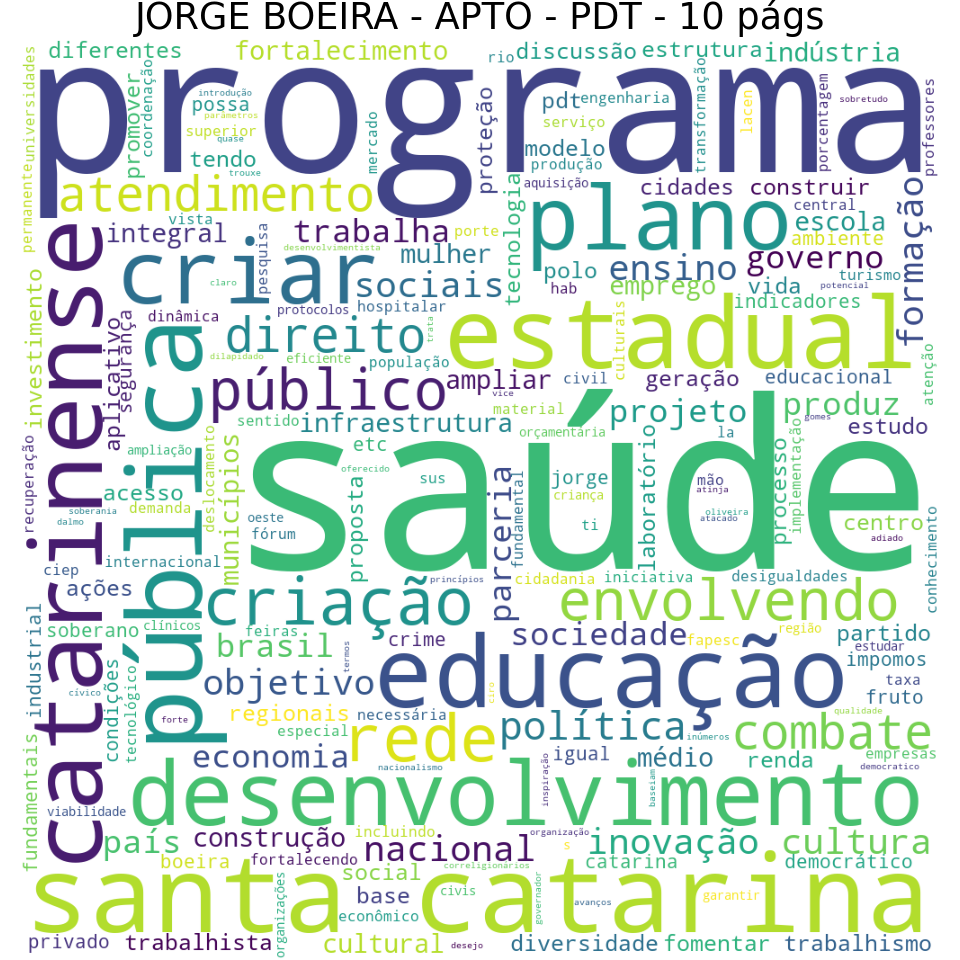 JORGE BOEIRA - APTO - PDT - 10 págs
diferentes
fortalecimento
rio
discussão
estrutura
indústria
programa
universidades
permanente
promover
coordenação
introdução
possa
parâmetros
superior
quase
tendo
trouxe
mercado
proteção
pdt
engenharia
serviço
modelo
produção
transformação
lacen
porcentagem
sobretudo
professores
atendimento
aquisição
cidades
construir
plano
central
escola
ambiente
formação
catarinense
vista
integral
trabalha
porte
desenvolvimentista
pesquisa
mulher
tecnologia
ensino
governo
polo
hab
emprego
vida
turismo
potencial
indicadores
criar
claro
sociais
protocolos
hospitalar
investimento
aplicativo
segurança
dinâmica
pública
direito
trata
dilapidado
eficiente
população
estadual
culturais
atenção
público
ampliar
vice
civil
geração
educacional
material
projeto
produz
gomes
estudo
sentido
infraestrutura
orçamentária
la
recuperação
ampliação
deslocamento
municípios
etc
oferecido
sus
proposta
saúde
parceria
fundamental
jorge
criança
laboratório
mão
atinja
processo
implementação
acesso
soberania
demanda
dalmo
oeste
fórum
ti
oliveira
atacado
centro
adiado
conhecimento
ciep
internacional
ações
princípios
cidadania
iniciativa
desigualdades
criação
envolvendo
industrial
soberano
clínicos
feiras
brasil
termos
crime
sociedade
fapesc
região
partido
estudar
impomos
condições
tecnológico
cívico
objetivo
educação
ciro
taxa
fruto
forte
regionais
necessária
especial
rede
política
inúmeros
qualidade
combate
fundamentais
economia
nacionalismo
inspiração
igual
médio
baseiam
renda
empresas
democratico
desenvolvimento
viabilidade
país
construção
incluindo
organização
s
inovação
cultura
boeira
fortalecendo
nacional
correligionários
catarina
democrático
santa catarina
organizações
social
base
civis
econômico
governador
avanços
garantir
privado
trabalhista
cultural
desejo
diversidade
fomentar
trabalhismo